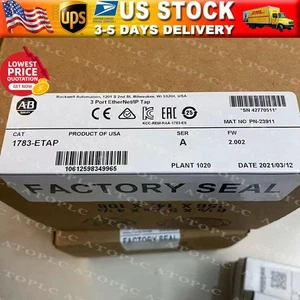 US STOCK
3-5 DAYS DELIVERY
LOWEST
PRICE
Rockwell Automation, 1201 S 2nd St, Milwaukee, WI 53204, USA
3 Port EtherNet/IP Tap
A-B
*SN 42770511*
MAT NO PN-23911
CAT
1783-ETAP
PRODUCT OF USA
SER
A
FW
2.002
PLANT 1020
DATE 2021/03/12
10612598349965
FACTORY SEAL
FACTORY SEAL
ATOPLC